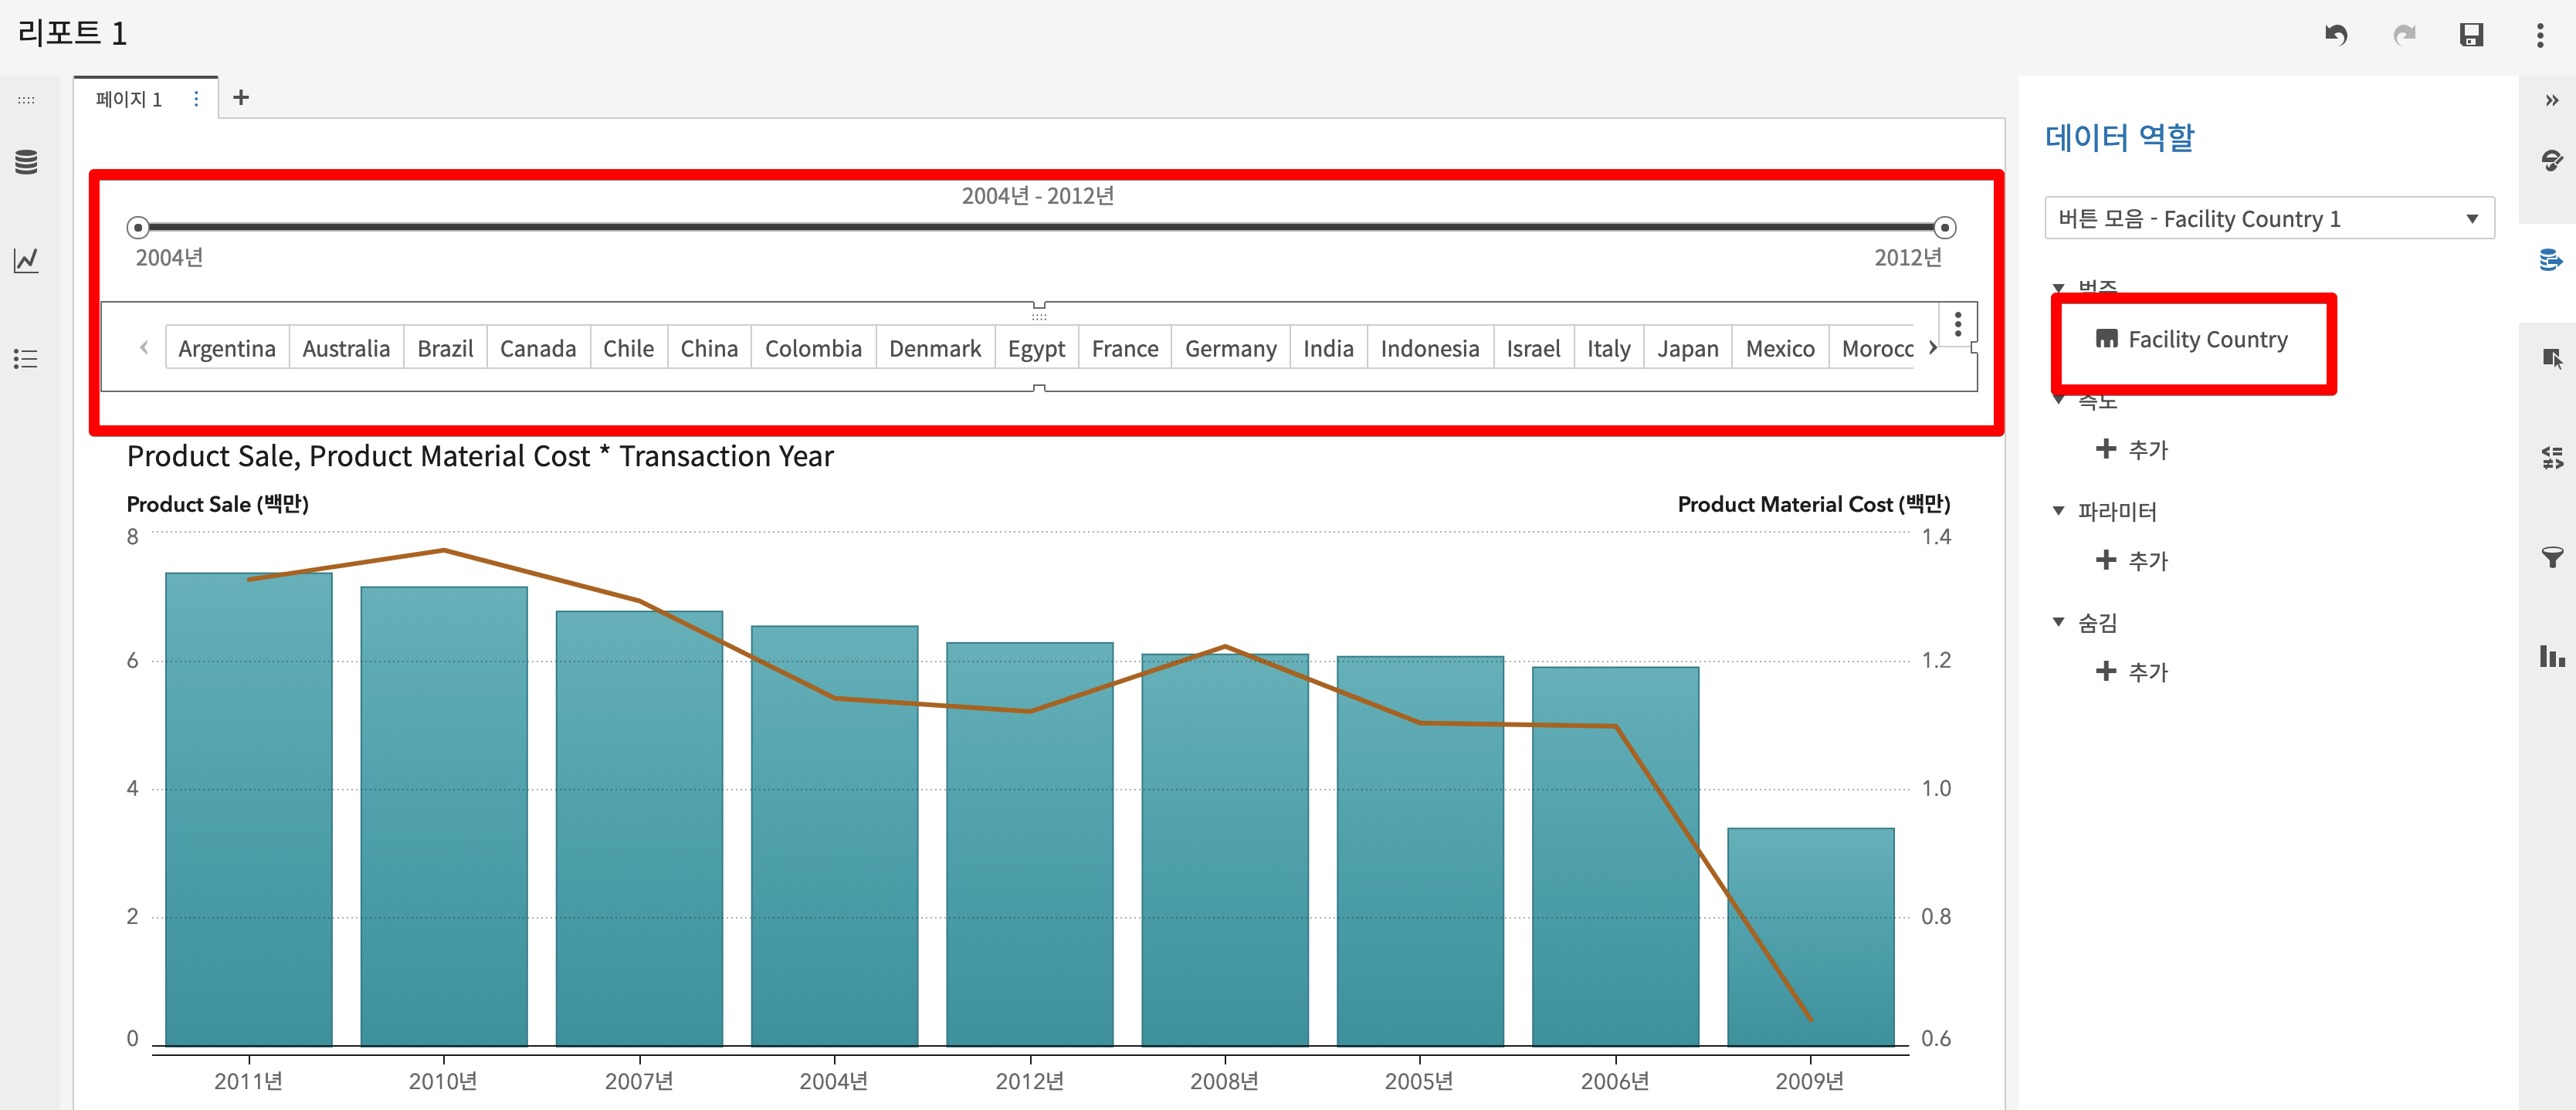 리포트 1
페이지 1
2004년 - 2012년
2004년
2012년
Argentina
Australia
Brazil
Canada
Chile
China
Colombia
Denmark
Egypt
France
Germany
India
Indonesia
Israel
Italy
Japan
Mexico
Morocc
Product Sale, Product Material Cost * Transaction Year
Product Sale (백만)
Product Material Cost (백만)
8
6
4
2
0
1.4
1.2
1.0
0.8
0.6
2011년
2010년
2007년
2004년
2012년
2008년
2005년
2006년
2009년
데이터 역할
버튼 모음 - Facility Country 1
범주
Facility Country
측도
추가
파라미터
추가
숨김
추가